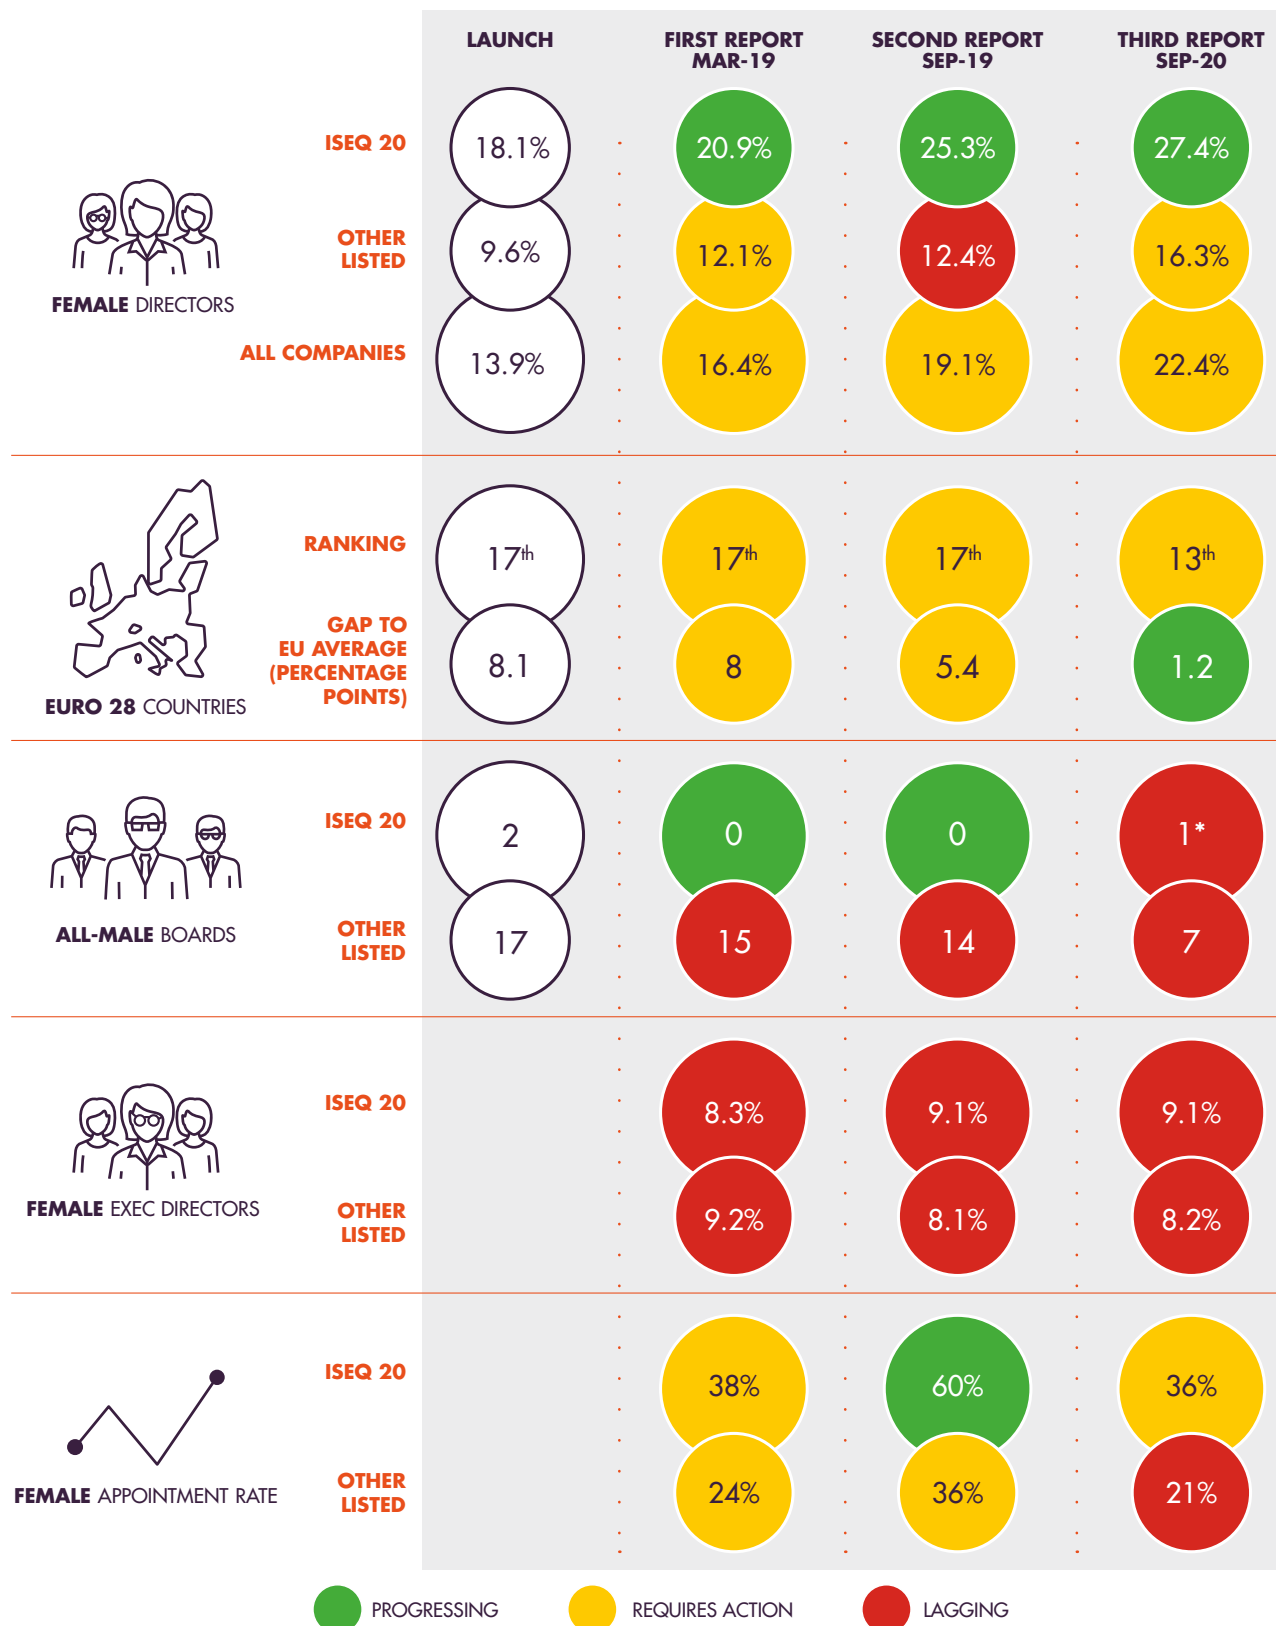 LAUNCH
FIRST REPORT
MAR-19
SECOND REPORT
SEP-19
THIRD REPORT
SEP-20
FEMALE DIRECTORS
ISEQ 20
18.1%
20.9%
25.3%
27.4%
OTHER
LISTED
9.6%
12.1%
12.4%
16.3%
ALL COMPANIES
13.9%
16.4%
19.1%
22.4%
EURO 28 COUNTRIES
RANKING
17th
17th
17th
13th
GAP TO
EU AVERAGE
(PERCENTAGE
POINTS)
8.1
8
5.4
1.2
ALL-MALE BOARDS
ISEQ 20
2
0
0
1*
OTHER
LISTED
17
15
14
7
FEMALE EXEC DIRECTORS
ISEQ 20
8.3%
9.1%
9.1%
OTHER
LISTED
9.2%
8.1%
8.2%
FEMALE APPOINTMENT RATE
ISEQ 20
38%
60%
36%
OTHER
LISTED
24%
36%
21%
PROGRESSING
REQUIRES ACTION
LAGGING